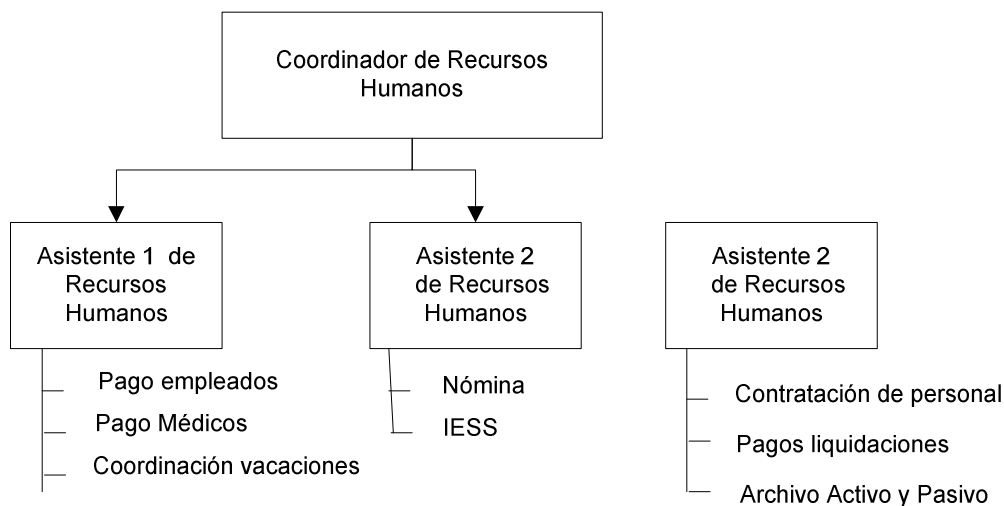 Coordinador de Recursos
Humanos
Asistente 1 de
Recursos
Humanos
Pago empleados
Pago Médicos
Coordinación vacaciones
Asistente 2
de Recursos
Humanos
Nómina
IESS
Asistente 2
de Recursos
Humanos
Contratación de personal
Pagos liquidaciones
Archivo Activo y Pasivo